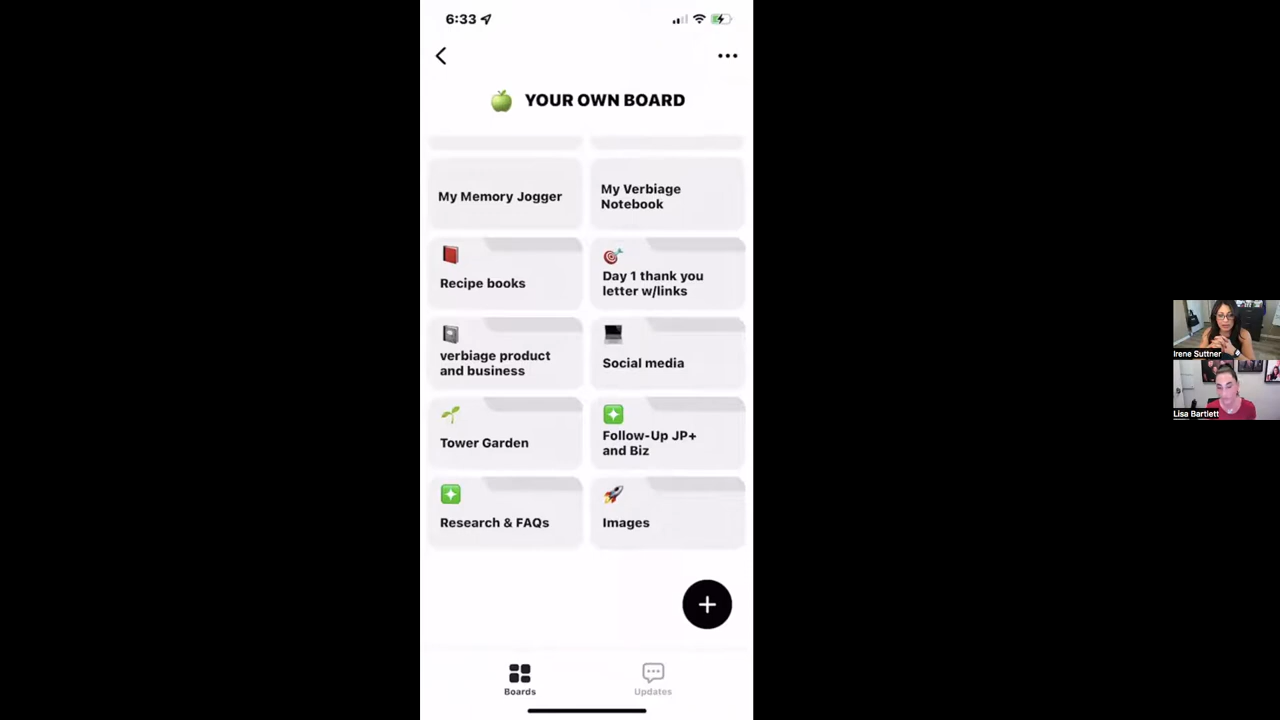 6:33
YOUR OWN BOARD
My Memory Jogger
My Verbiage
Notebook
Recipe books
Day 1 thank you
letter w/links
verbiage product
and business
Social media
Tower Garden
Follow-Up JP+
and Biz
Research & FAQs
Images
Boards
Updates
Irene Suttner
Lisa Bartlett